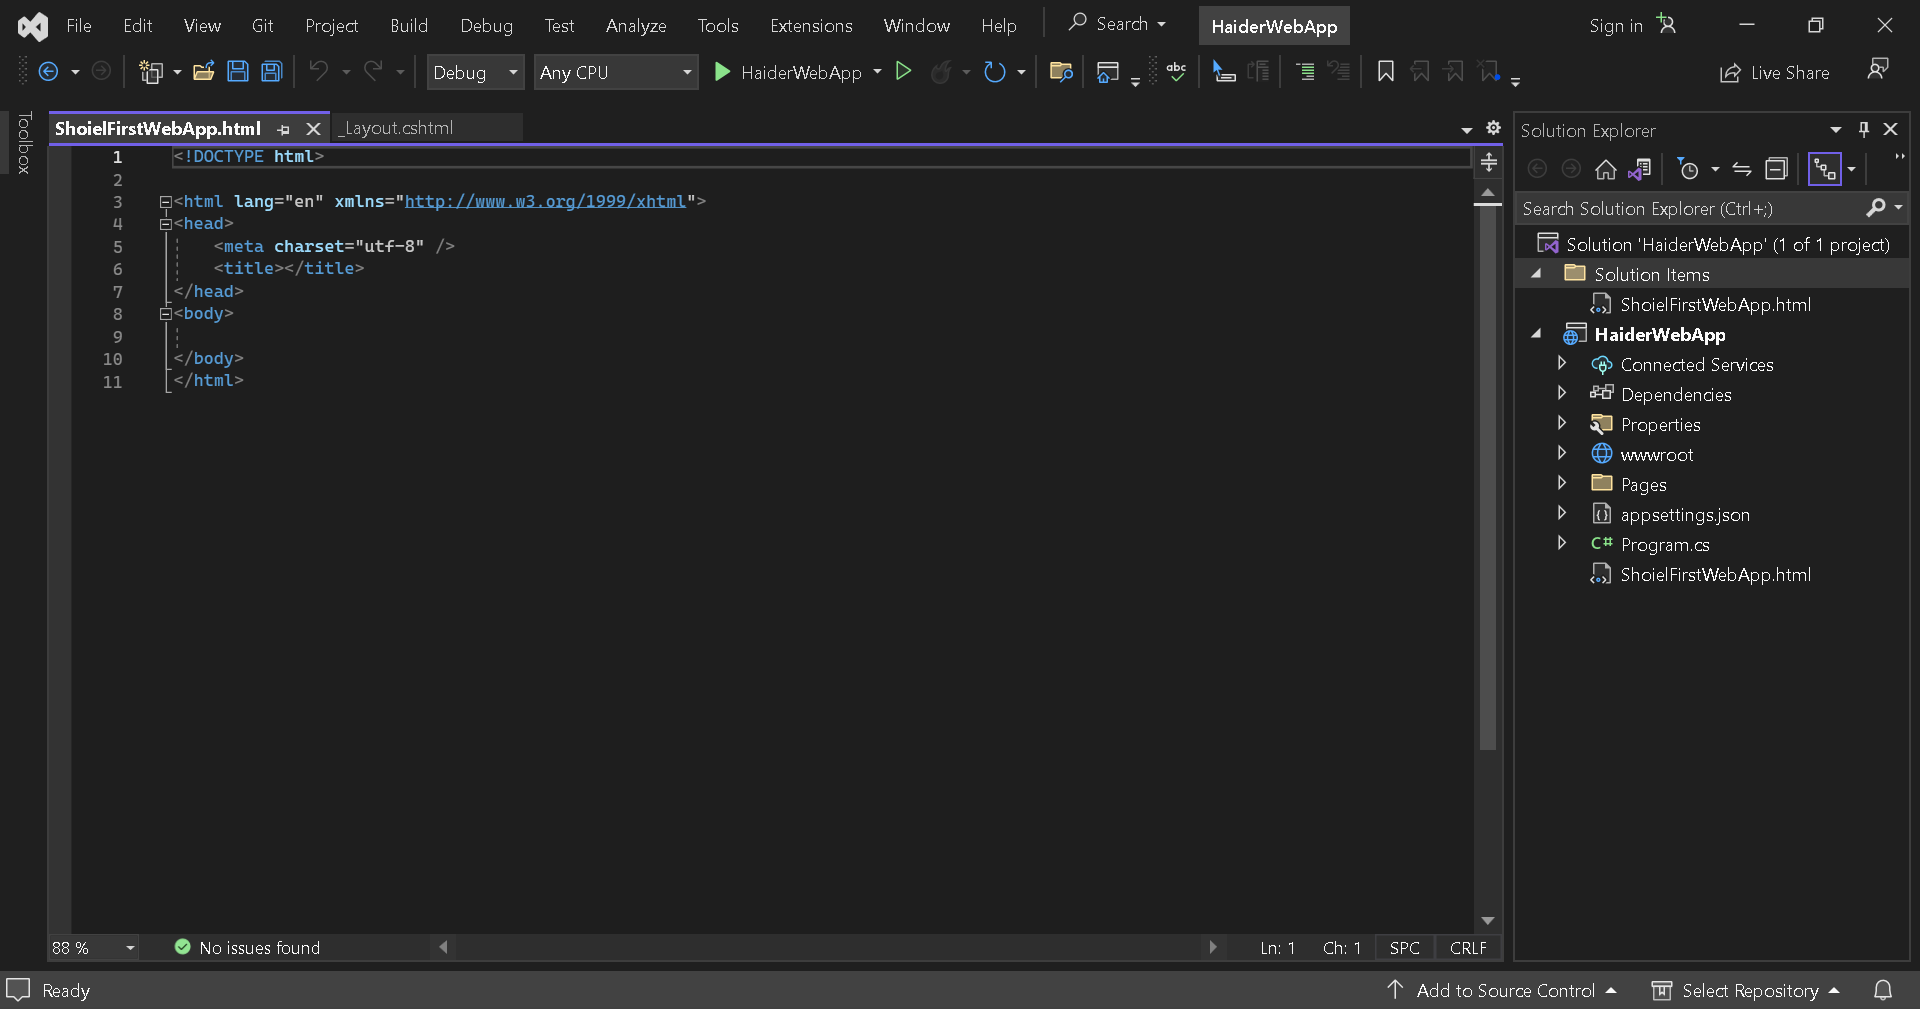 File Edit View Git Project Build Debug Test Analyze Tools Extensions Window Help Search HaiderWebApp Sign in
Debug Any CPU HaiderWebApp abc Live Share
Toolbox
ShoielFirstWebApp.html _Layout.cshtml
1 <!DOCTYPE html>
2
3 <html lang="en" xmlns="http://www.w3.org/1999/xhtml">
4 <head>
5 <meta charset="utf-8" />
6 <title></title>
7 </head>
8 <body>
9
10 </body>
11 </html>
88 % No issues found Ln: 1 Ch: 1 SPC CRLF
Solution Explorer
Search Solution Explorer (Ctrl+;)
Solution 'HaiderWebApp' (1 of 1 project)
Solution Items
ShoielFirstWebApp.html
HaiderWebApp
Connected Services
Dependencies
Properties
wwwroot
Pages
appsettings.json
C# Program.cs
ShoielFirstWebApp.html
Ready Add to Source Control Select Repository